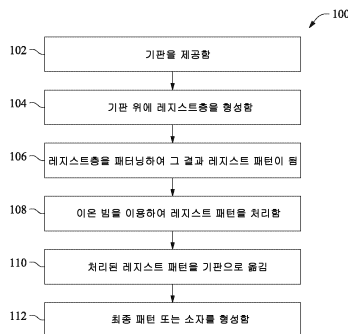 100
102
기판을 제공함
104
기판 위에 레지스트층을 형성함
106
레지스트층을 패터닝하여 그 결과 레지스트 패턴이 됨
108
이온 빔을 이용하여 레지스트 패턴을 처리함
110
처리된 레지스트 패턴을 기판으로 옮김
112
최종 패턴 또는 소자를 형성함